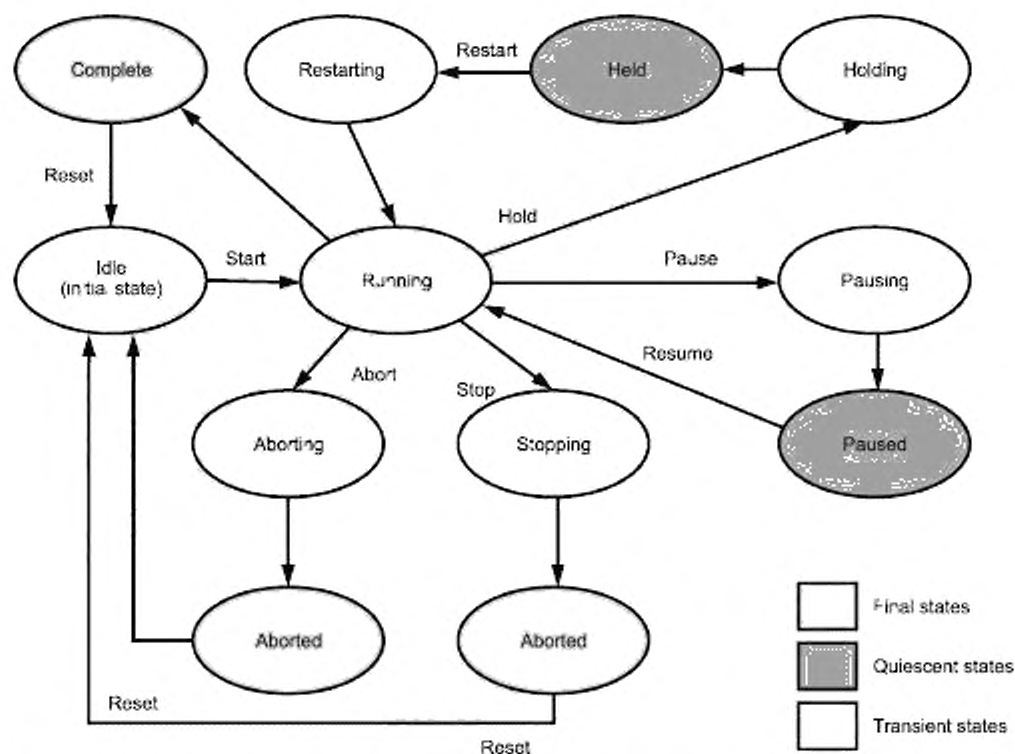 Complete
Restarting
Restart
Held
Holding
Reset
Hold
Idle
(initial state)
Start
Running
Pause
Pausing
Resume
Abort
Stop
Aborting
Stopping
Paused
Aborted
Aborted
Final states
Quiescent states
Reset
Transient states
Reset